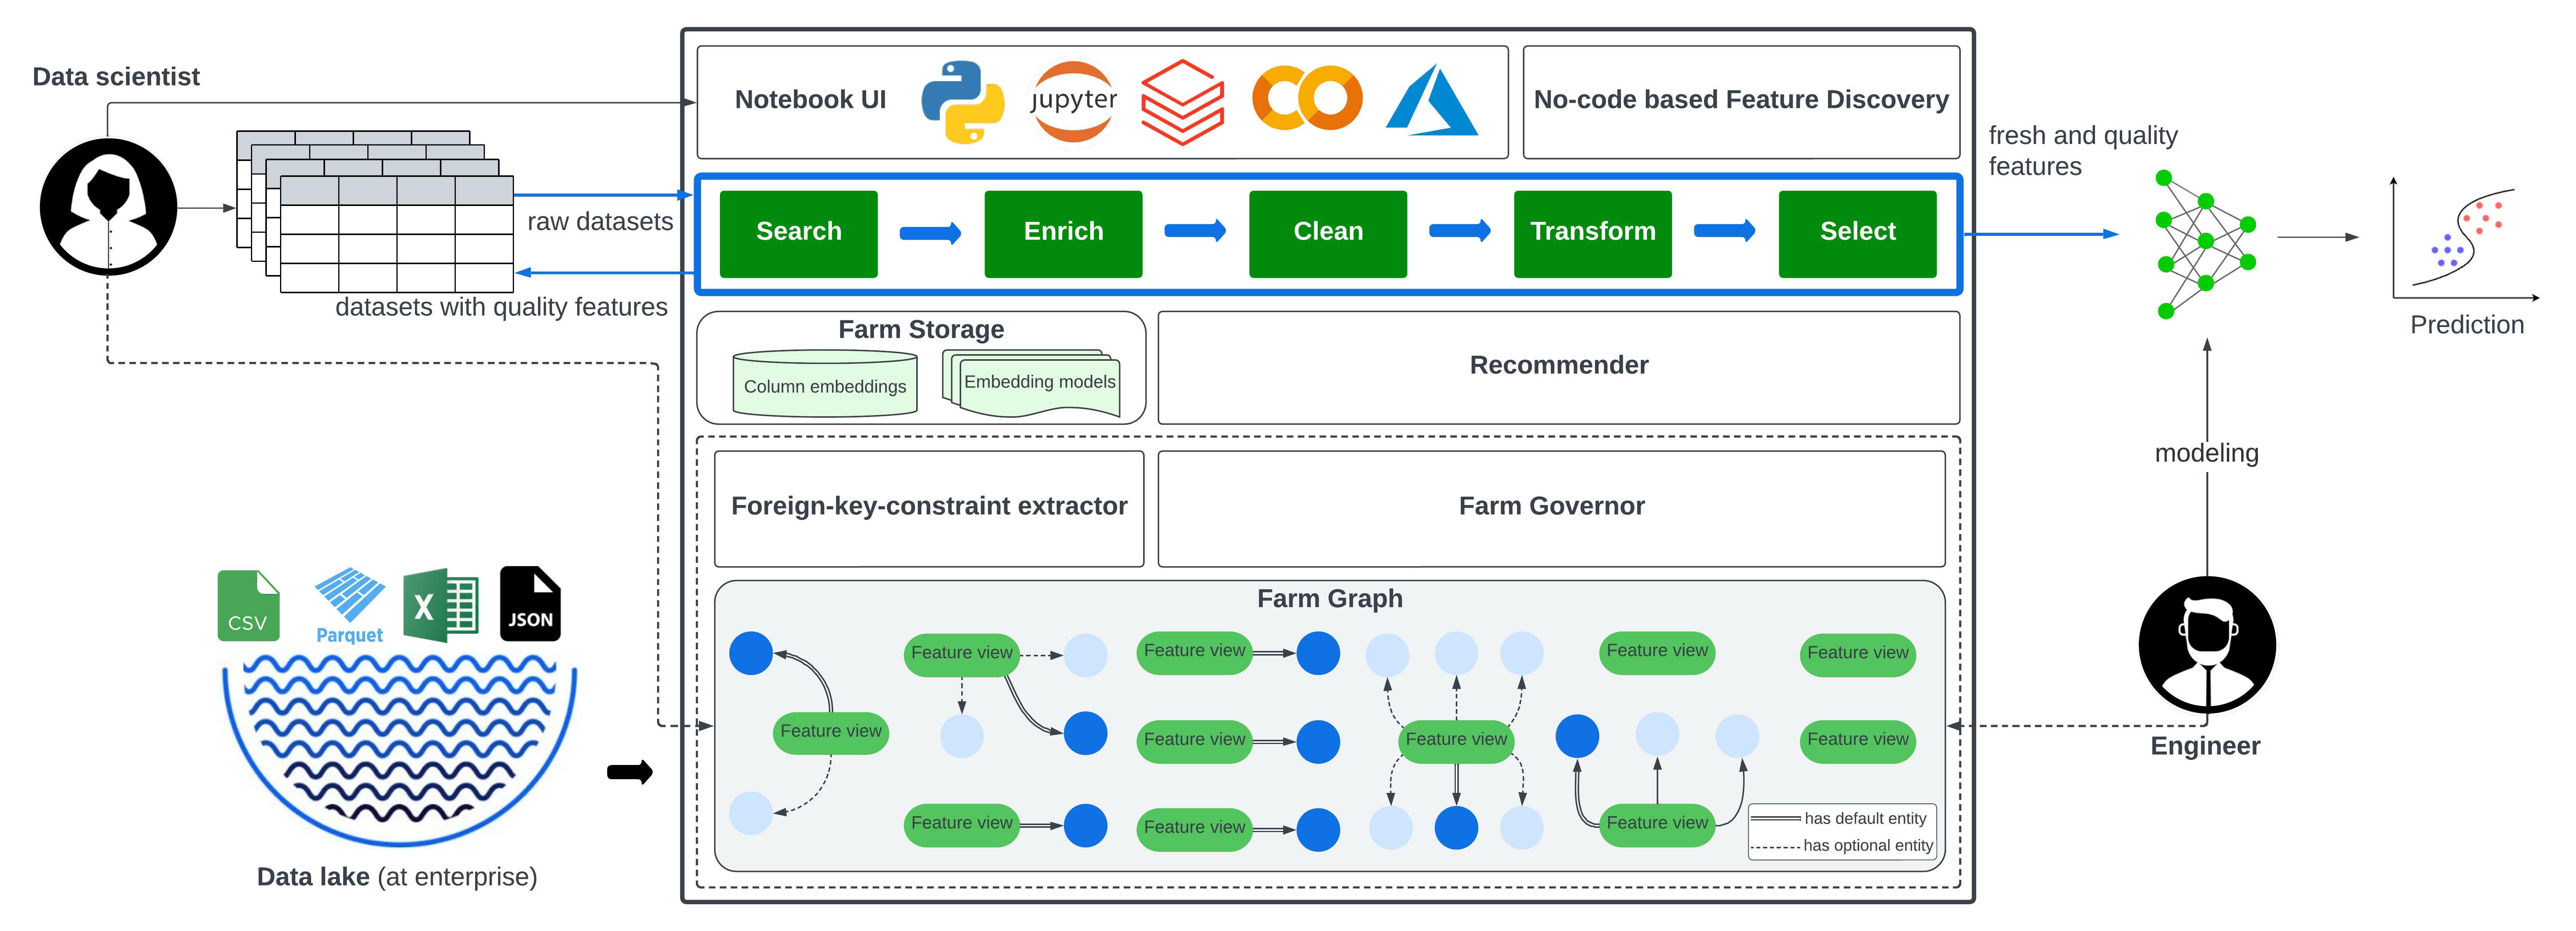 Data scientist
Notebook UI
jupyter
No-code based Feature Discovery
fresh and quality
features
raw datasets
datasets with quality features
Search
Enrich
Clean
Transform
Select
Prediction
Farm Storage
Column embeddings
Embedding models
Recommender
modeling
Foreign-key-constraint extractor
Farm Governor
CSV
Parquet
X
JSON
Data lake (at enterprise)
Farm Graph
Feature view
Feature view
Feature view
Feature view
Feature view
Feature view
Feature view
Feature view
Feature view
Feature view
Feature view
Feature view
has default entity
has optional entity
Engineer